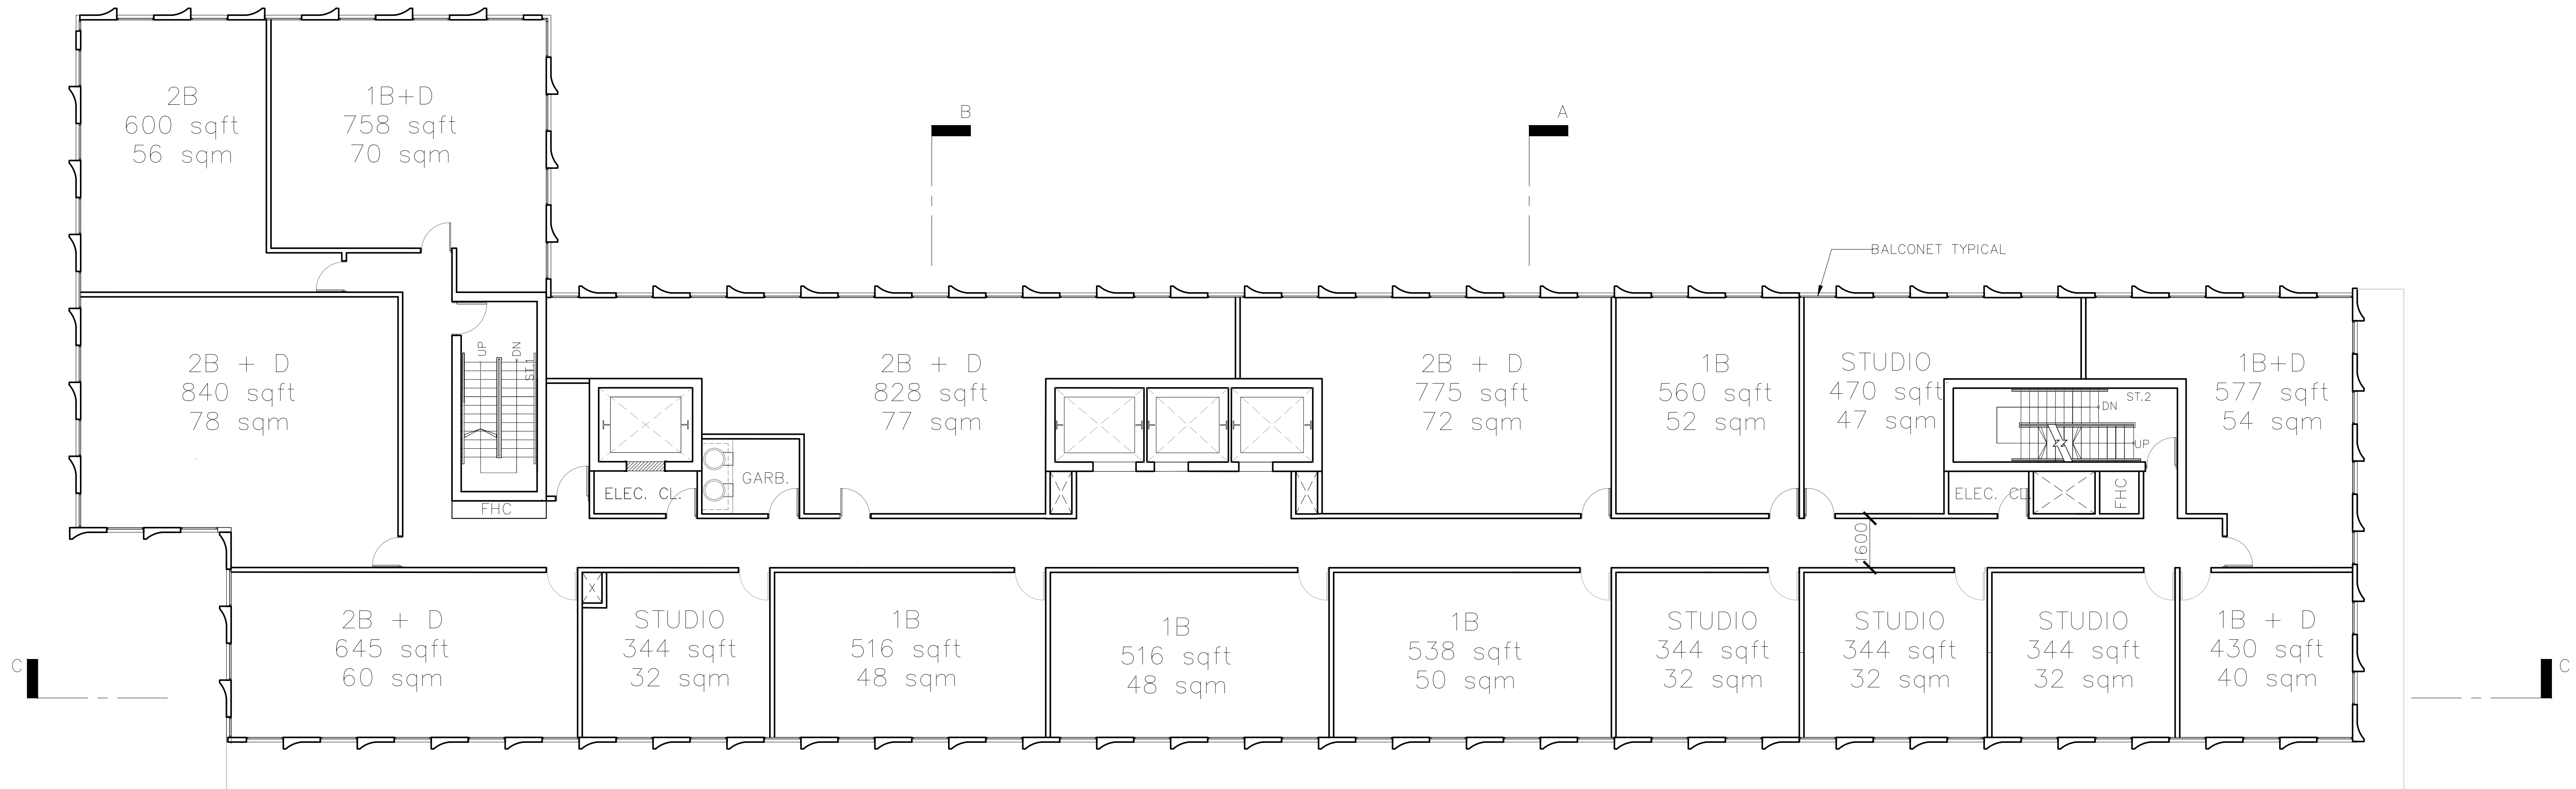 2B
600 sqft
56 sqm
1B+D
758 sqft
70 sqm
B
A
BALCONET TYPICAL
2B + D
840 sqft
78 sqm
UP
DN
ST.1
FHC
ELEC. CL.
GARB.
2B + D
828 sqft
77 sqm
2B + D
775 sqft
72 sqm
1B
560 sqft
52 sqm
STUDIO
470 sqft
47 sqm
DN
ST.2
UP
ELEC. CL.
FHC
1B+D
577 sqft
54 sqm
1600
C
2B + D
645 sqft
60 sqm
X
STUDIO
344 sqft
32 sqm
1B
516 sqft
48 sqm
1B
516 sqft
48 sqm
1B
538 sqft
50 sqm
STUDIO
344 sqft
32 sqm
STUDIO
344 sqft
32 sqm
STUDIO
344 sqft
32 sqm
1B + D
430 sqft
40 sqm
C